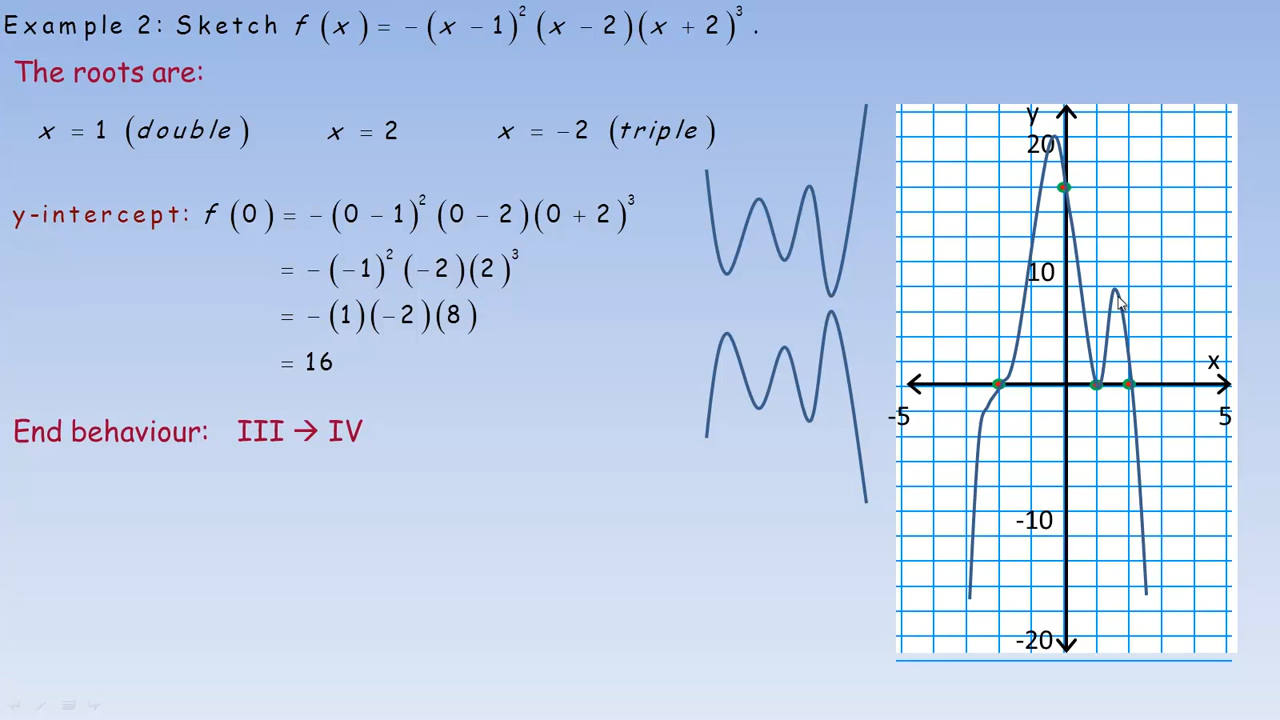 Example 2: Sketch f(x) = −(x − 1)²(x − 2)(x + 2)³.
The roots are:
x = 1 (double) x = 2 x = −2 (triple)
y-intercept: f(0) = −(0 − 1)²(0 − 2)(0 + 2)³
= −(−1)²(−2)(2)³
= −(1)(−2)(8)
= 16
End behaviour: III → IV
y
20
10
x
-5
5
-10
-20